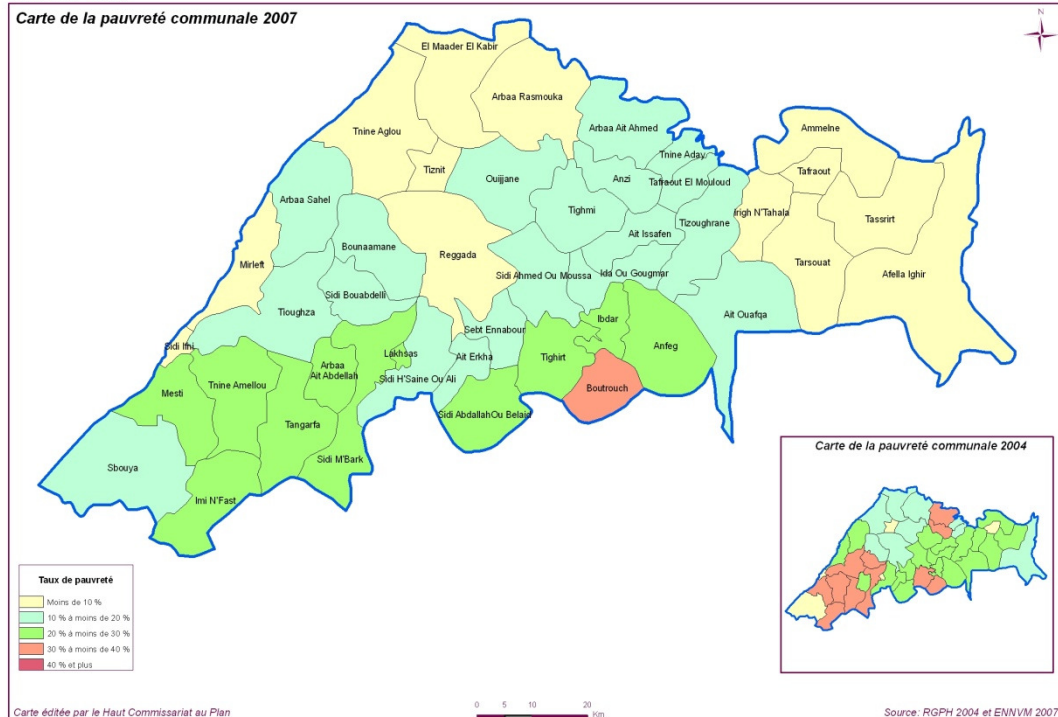 Carte de la pauvreté communale 2007
N
El Maader El Kabir
Arbaa Rasmouka
Tnine Aglou
Arbaa Ait Ahmed
Ammelne
Tnine Aday
Tiznit
Ouijjane
Anzi
Tafraout El Mouloud
Tafraout
Arbaa Sahel
Tighmi
Tizoughrane
Irigh N'Tahala
Tassrirt
Ait Issafen
Bounaamane
Reggada
Tarsouat
Mirleft
Sidi Ahmed Ou Moussa
Ida Ou Gougmar
Afella Ighir
Sidi Bouabdelli
Tioughza
Ait Ouafqa
Ibdar
Sebt Ennabour
Sidi Ifni
Lakhsas
Ait Erkha
Tighirt
Anfeg
Arbaa
Ait Abdellah
Sidi H'Saine Ou Ali
Tnine Amellou
Mesti
Boutrouch
Sidi AbdallahOu Belaid
Tangarfa
Sidi M'Bark
Sbouya
Imi N'Fast
Carte de la pauvreté communale 2004
Taux de pauvreté
Moins de 10 %
10 % à moins de 20 %
20 % à moins de 30 %
30 % à moins de 40 %
40 % et plus
0 5 10 20
Km
Carte éditée par le Haut Commissariat au Plan
Source: RGPH 2004 et ENNVM 2007